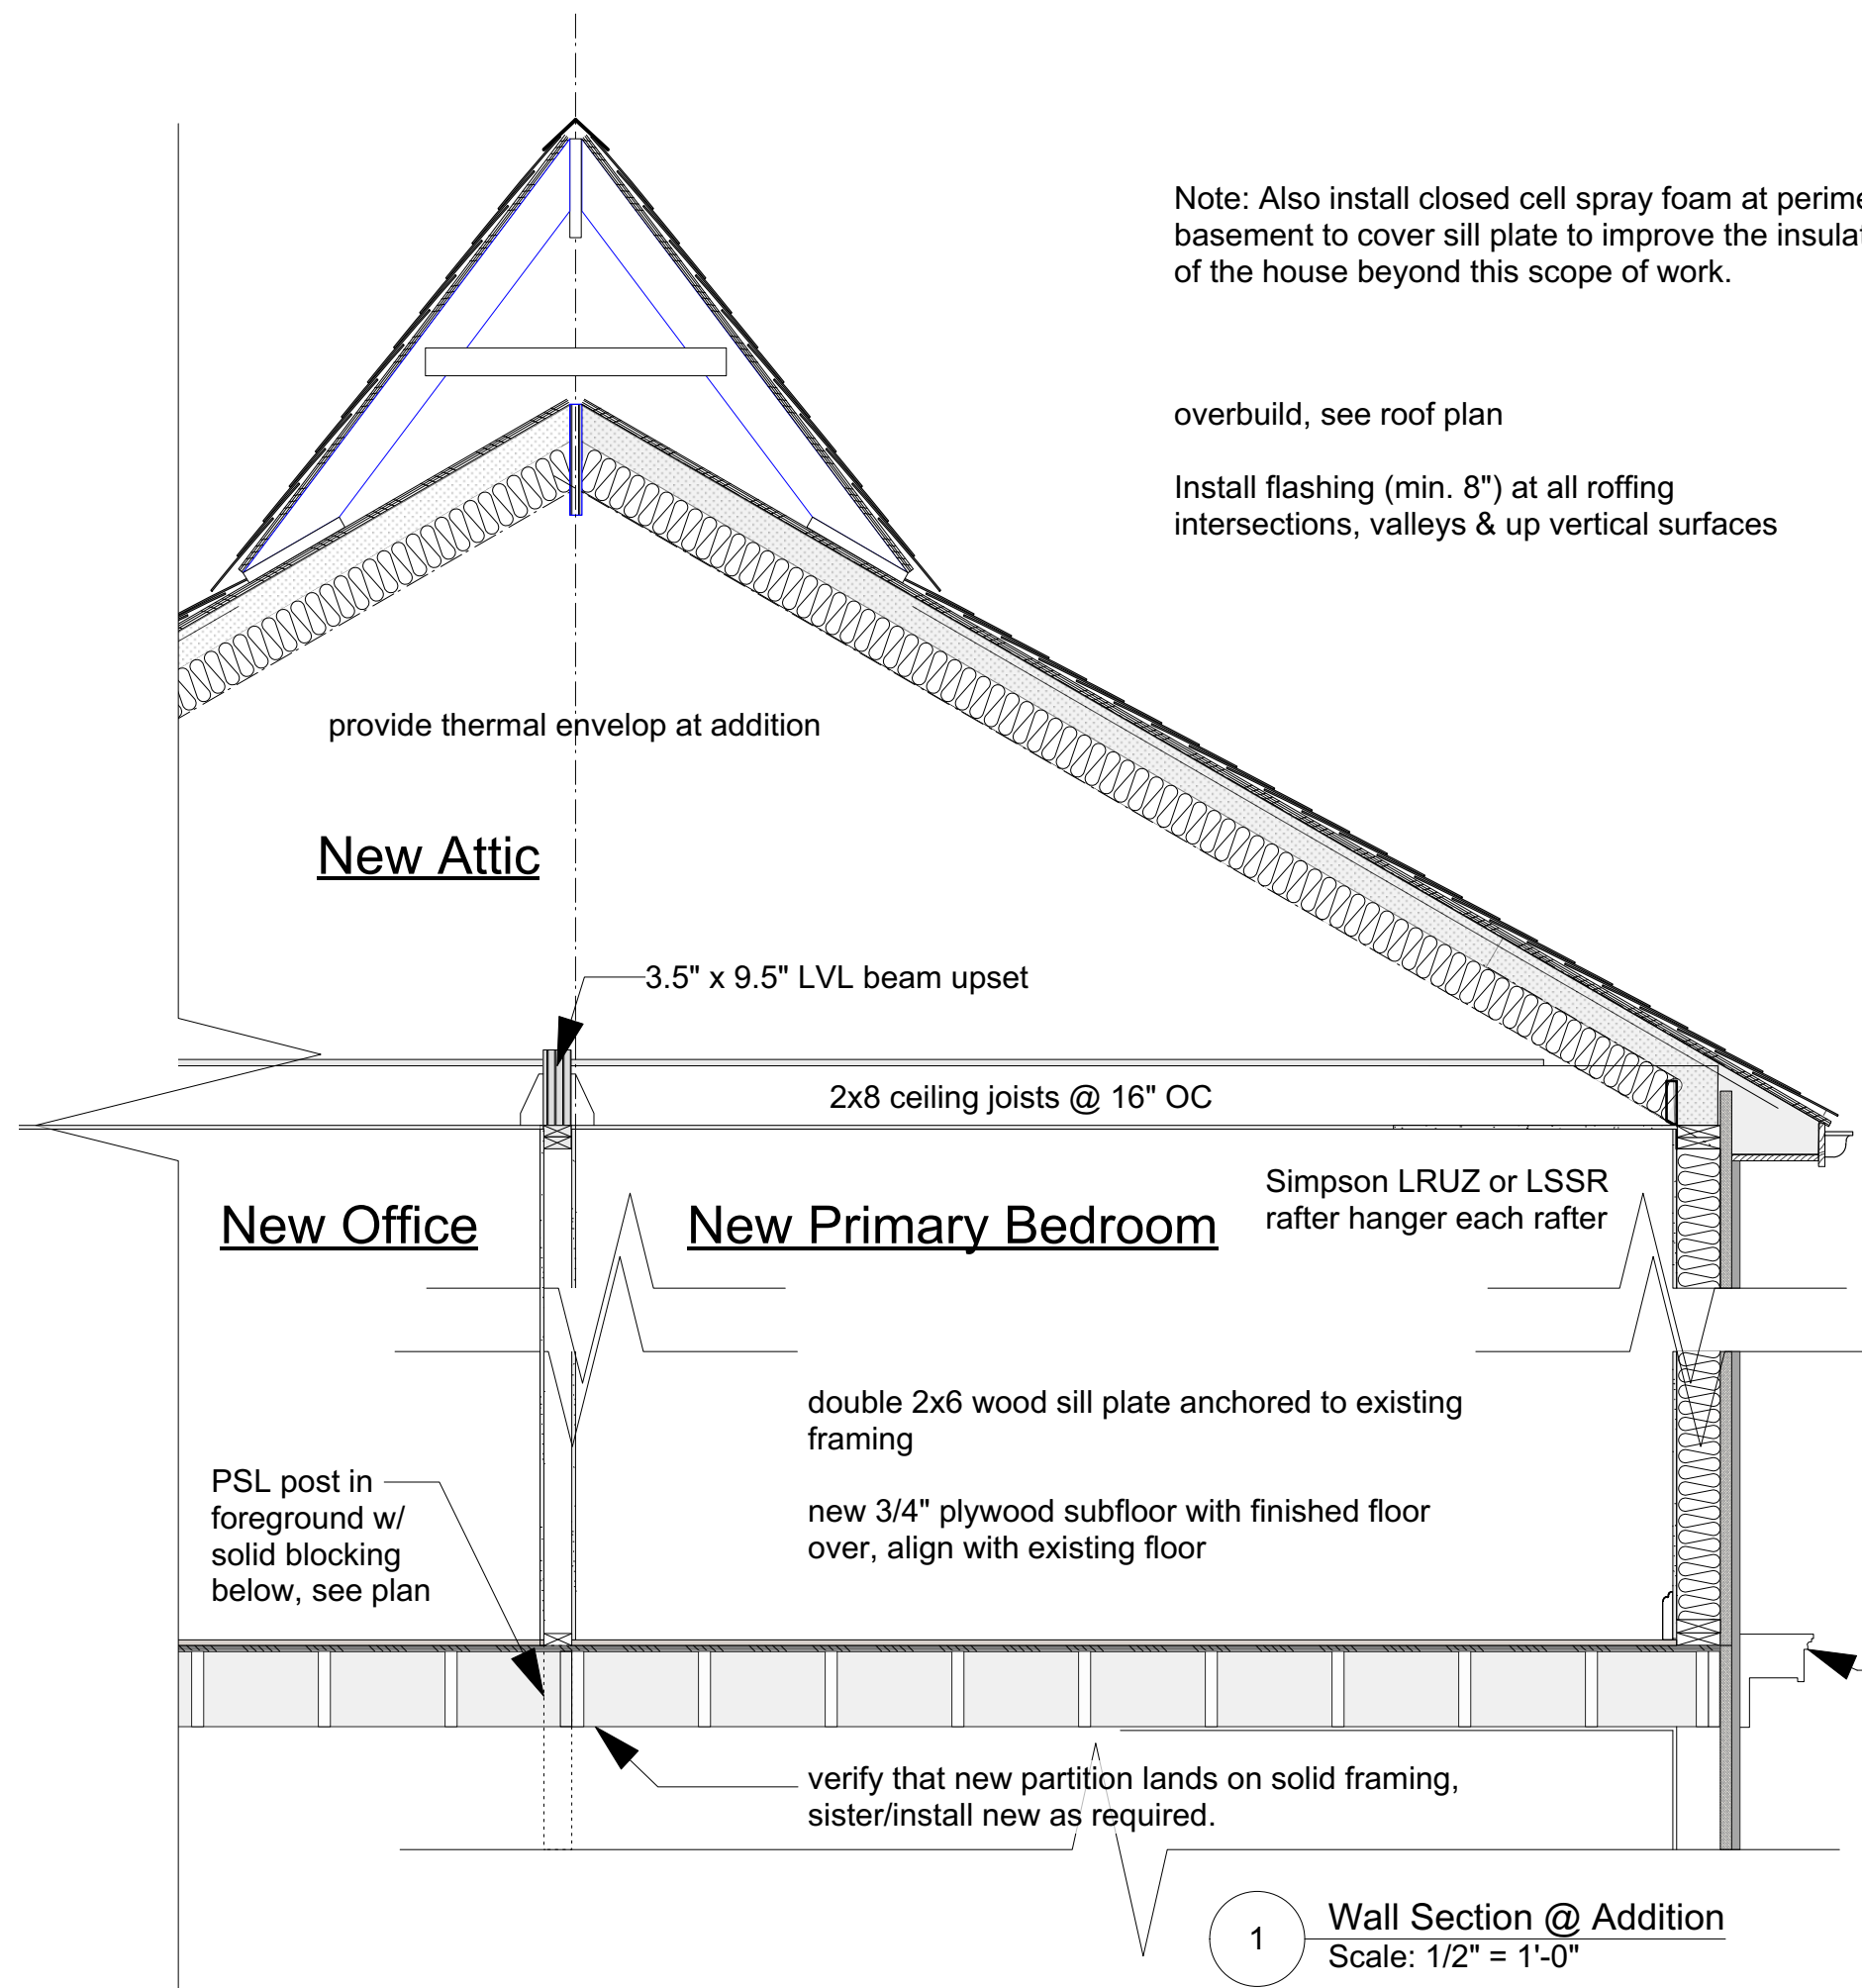 Note: Also install closed cell spray foam at
basement to cover sill plate to improve the
of the house beyond this scope of work.
overbuild, see roof plan
Install flashing (min. 8") at all roffing
intersections, valleys & up vertical surfaces
provide thermal envelop at addition
New Attic
3.5" x 9.5" LVL beam upset
2x8 ceiling joists @ 16" OC
Simpson LRUZ or LSSR
rafter hanger each rafter
New Office
New Primary Bedroom
double 2x6 wood sill plate anchored to existing
framing
new 3/4" plywood subfloor with finished floor
over, align with existing floor
PSL post in
foreground w/
solid blocking
below, see plan
verify that new partition lands on solid framing,
sister/install new as required.
1
Wall Section @ Addition
Scale: 1/2" = 1'-0"